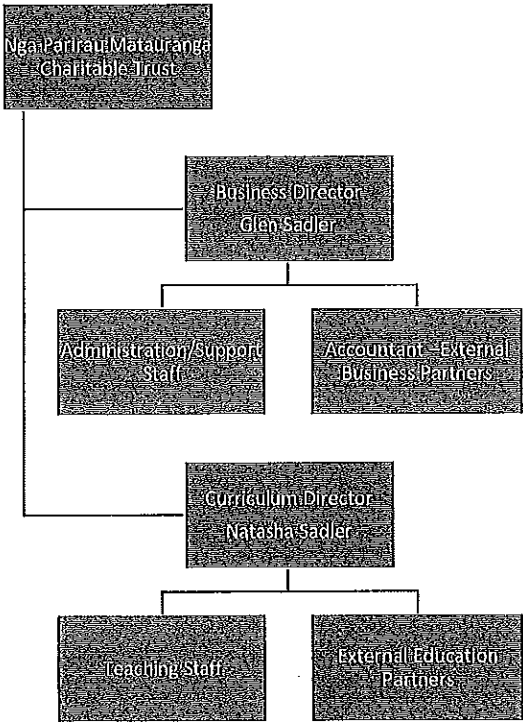 Nga Parirau Matauranga
Charitable Trust
Business Director
Glen Sadler
Administration/Support
Staff
Accountant - External
Business Partners
Curriculum Director
Natasha Sadler
Teaching Staff
External Education
Partners